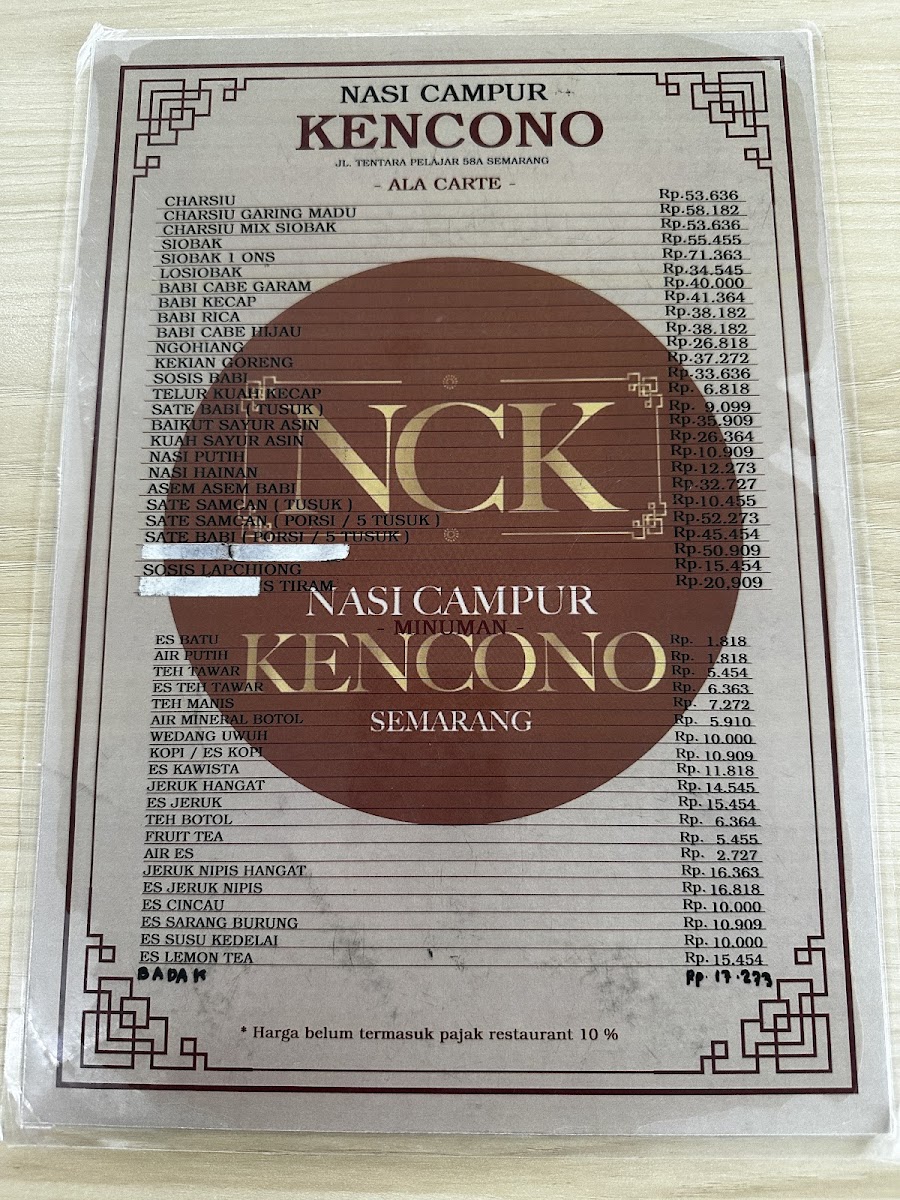 NASI CAMPUR
KENCONO
JL. TENTARA PELAJAR 58A SEMARANG
- ALA CARTE -
CHARSIU Rp.53.636
CHARSIU GARING MADU Rp.58.182
CHARSIU MIX SIOBAK Rp.53.636
SIOBAK Rp.55.455
SIOBAK 1 ONS Rp.71.363
LOSIOBAK Rp.34.545
BABI CABE GARAM Rp.40.000
BABI KECAP Rp.41.364
BABI RICA Rp.38.182
BABI CABE HIJAU Rp.38.182
NGOHIANG Rp.26.818
KEKIAN GORENG Rp.37.272
SOSIS BABI Rp.33.636
TELUR KUAH KECAP Rp. 6.818
SATE BABI ( TUSUK ) Rp. 9.099
BAIKUT SAYUR ASIN Rp.35.909
KUAH SAYUR ASIN Rp.26.364
NASI PUTIH Rp.10.909
NASI HAINAN Rp.12.273
ASEM ASEM BABI Rp.32.727
SATE SAMCAN ( TUSUK ) Rp.10.455
SATE SAMCAN ( PORSI / 5 TUSUK ) Rp.52.273
SATE BABI ( PORSI / 5 TUSUK ) Rp.45.454
Rp.50.909
SOSIS LAPCHIONG Rp.15.454
S TIRAM Rp.20,909
NCK
NASI CAMPUR
KENCONO
SEMARANG
- MINUMAN -
ES BATU Rp. 1.818
AIR PUTIH Rp. 1.818
TEH TAWAR Rp. 5.454
ES TEH TAWAR Rp. 6.363
TEH MANIS Rp. 7.272
AIR MINERAL BOTOL Rp. 5.910
WEDANG UWUH Rp. 10.000
KOPI / ES KOPI Rp. 10.909
ES KAWISTA Rp. 11.818
JERUK HANGAT Rp. 14.545
ES JERUK Rp. 15.454
TEH BOTOL Rp. 6.364
FRUIT TEA Rp. 5.455
AIR ES Rp. 2.727
JERUK NIPIS HANGAT Rp. 16.363
ES JERUK NIPIS Rp. 16.818
ES CINCAU Rp. 10.000
ES SARANG BURUNG Rp. 10.909
ES SUSU KEDELAI Rp. 10.000
ES LEMON TEA Rp. 15.454
BADAK Rp. 17.273
* Harga belum termasuk pajak restaurant 10 %